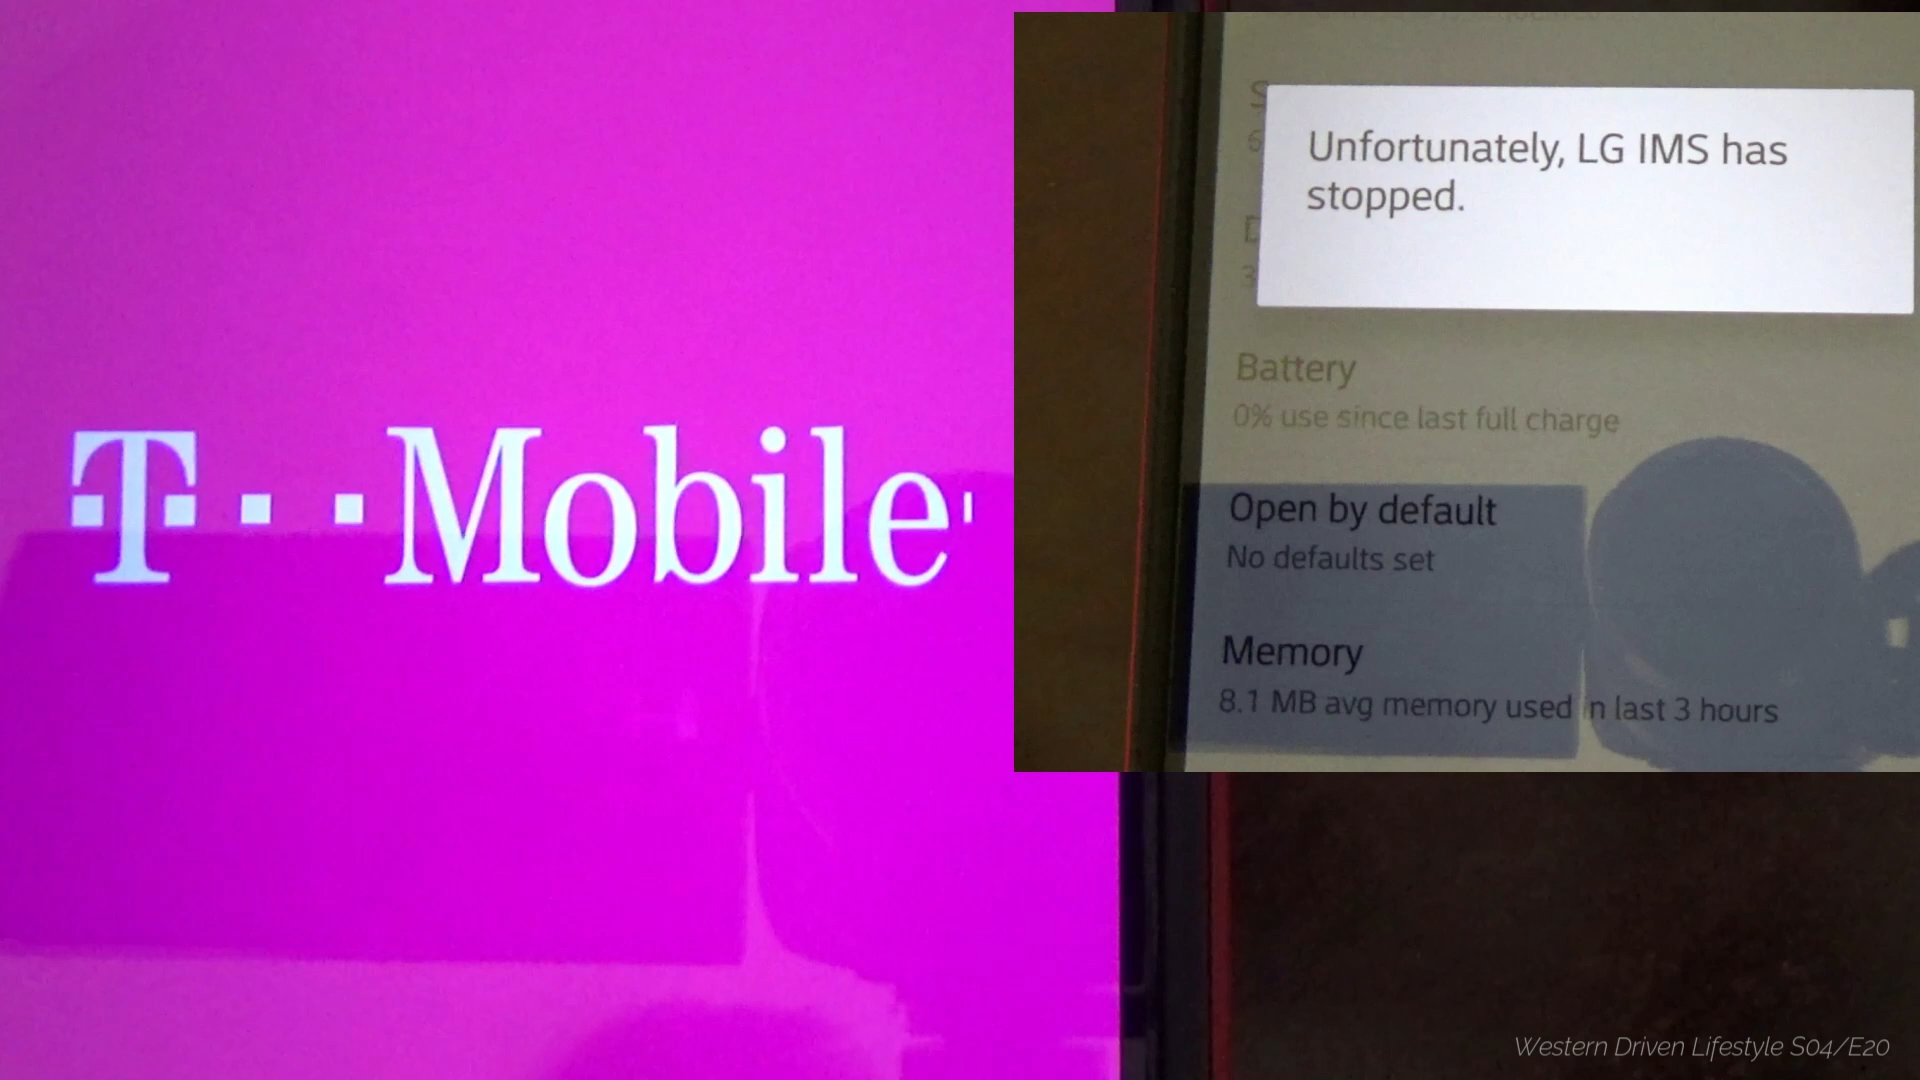 T · · Mobile
Unfortunately, LG IMS has
stopped.
Battery
0% use since last full charge
Open by default
No defaults set
Memory
8.1 MB avg memory used in last 3 hours
Western Driven Lifestyle S04/E20